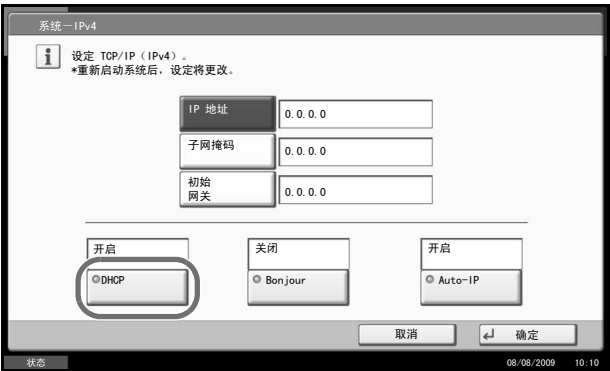 系统－IPv4
设定 TCP/IP（IPv4）。
*重新启动系统后，设定将更改。
IP 地址
0.0.0.0
子网掩码
0.0.0.0
初始
网关
0.0.0.0
开启
关闭
开启
DHCP
Bonjour
Auto-IP
取消
确定
状态
08/08/2009
10:10